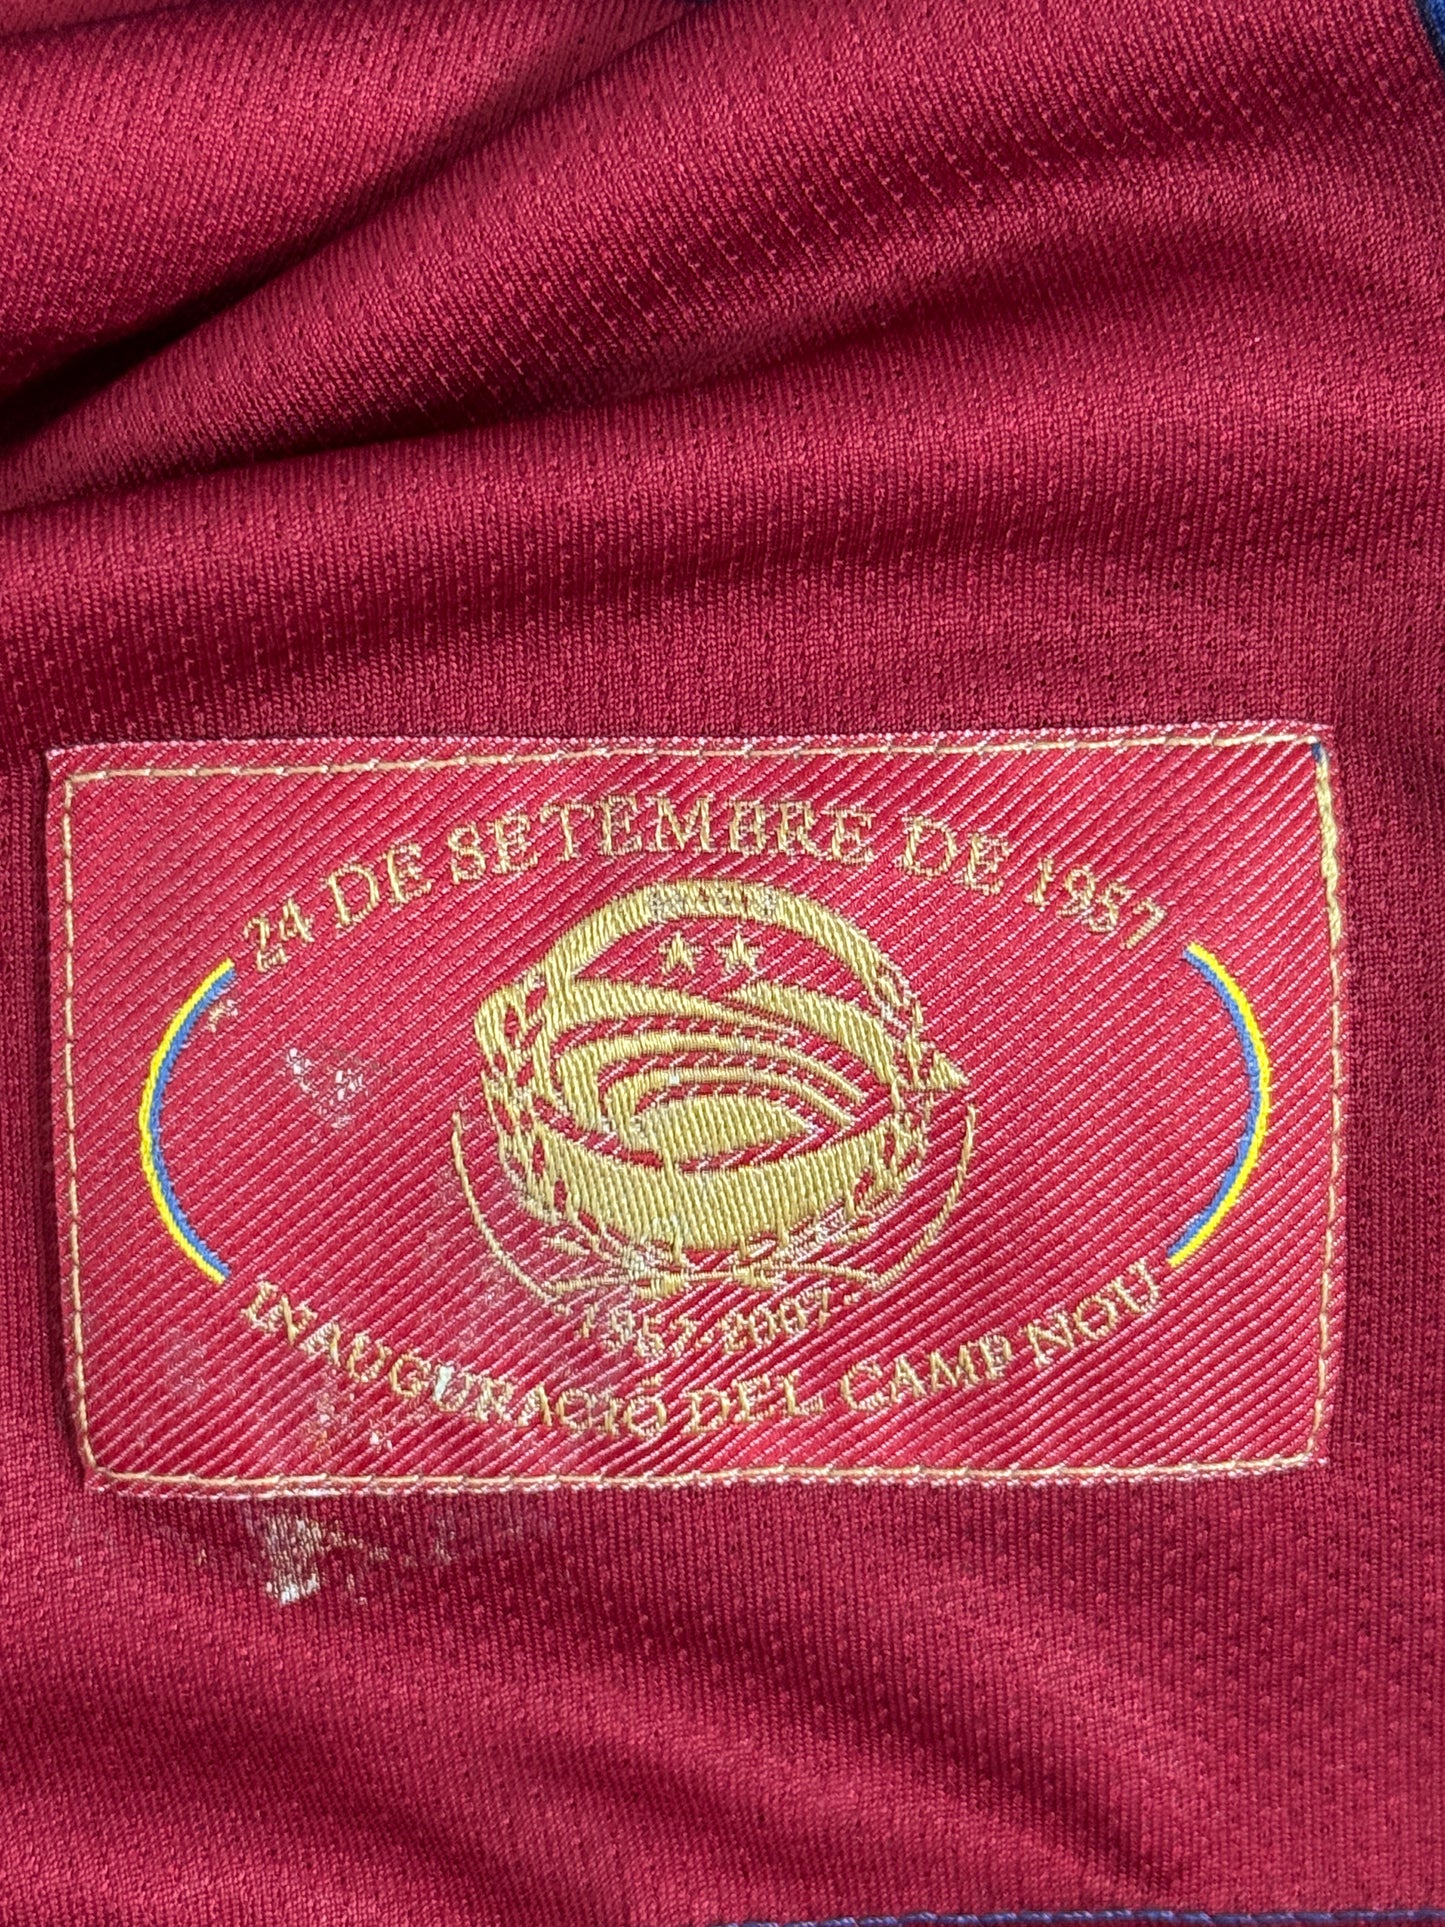 24 DE SETEMBRE DE 1957
·1957·2007·
INAUGURACIÓ DEL CAMP NOU